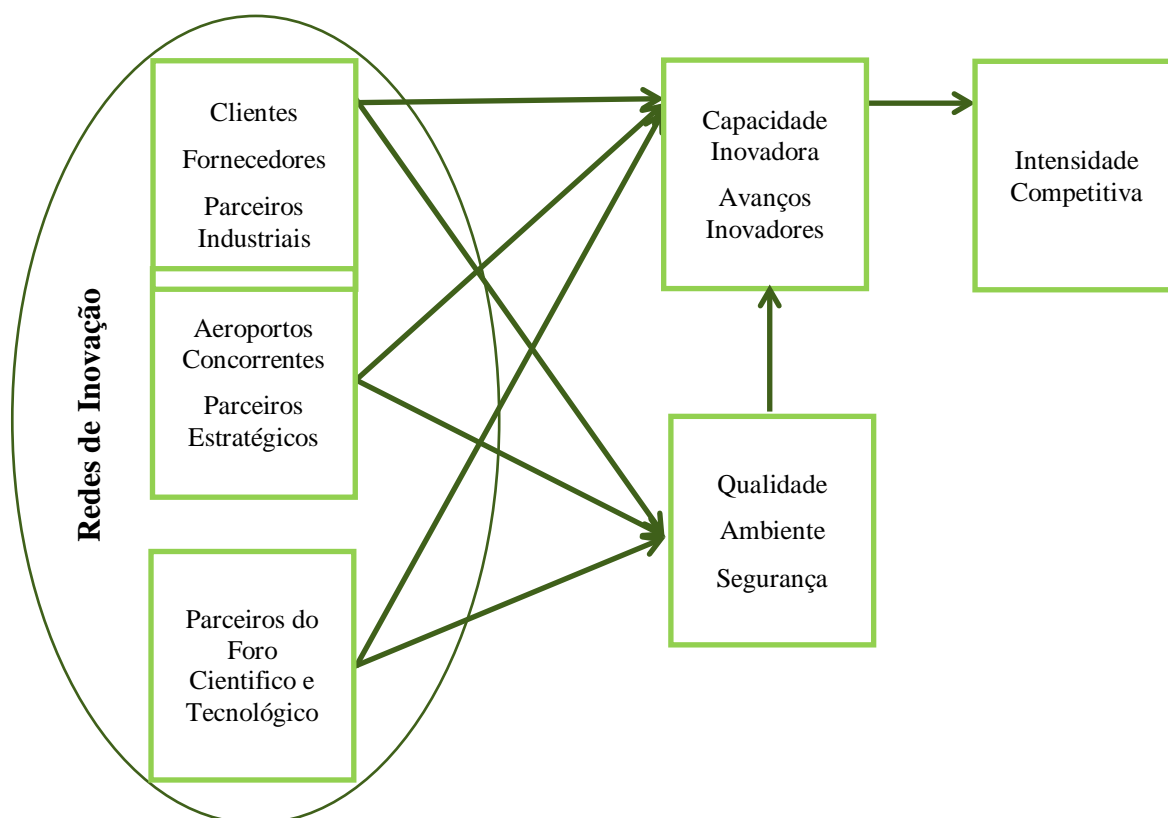 Redes de Inovação
Clientes
Fornecedores
Parceiros
Industriais
Aeroportos
Concorrentes
Parceiros
Estratégicos
Parceiros do
Foro
Cientifico e
Tecnológico
Capacidade
Inovadora
Avanços
Inovadores
Qualidade
Ambiente
Segurança
Intensidade
Competitiva